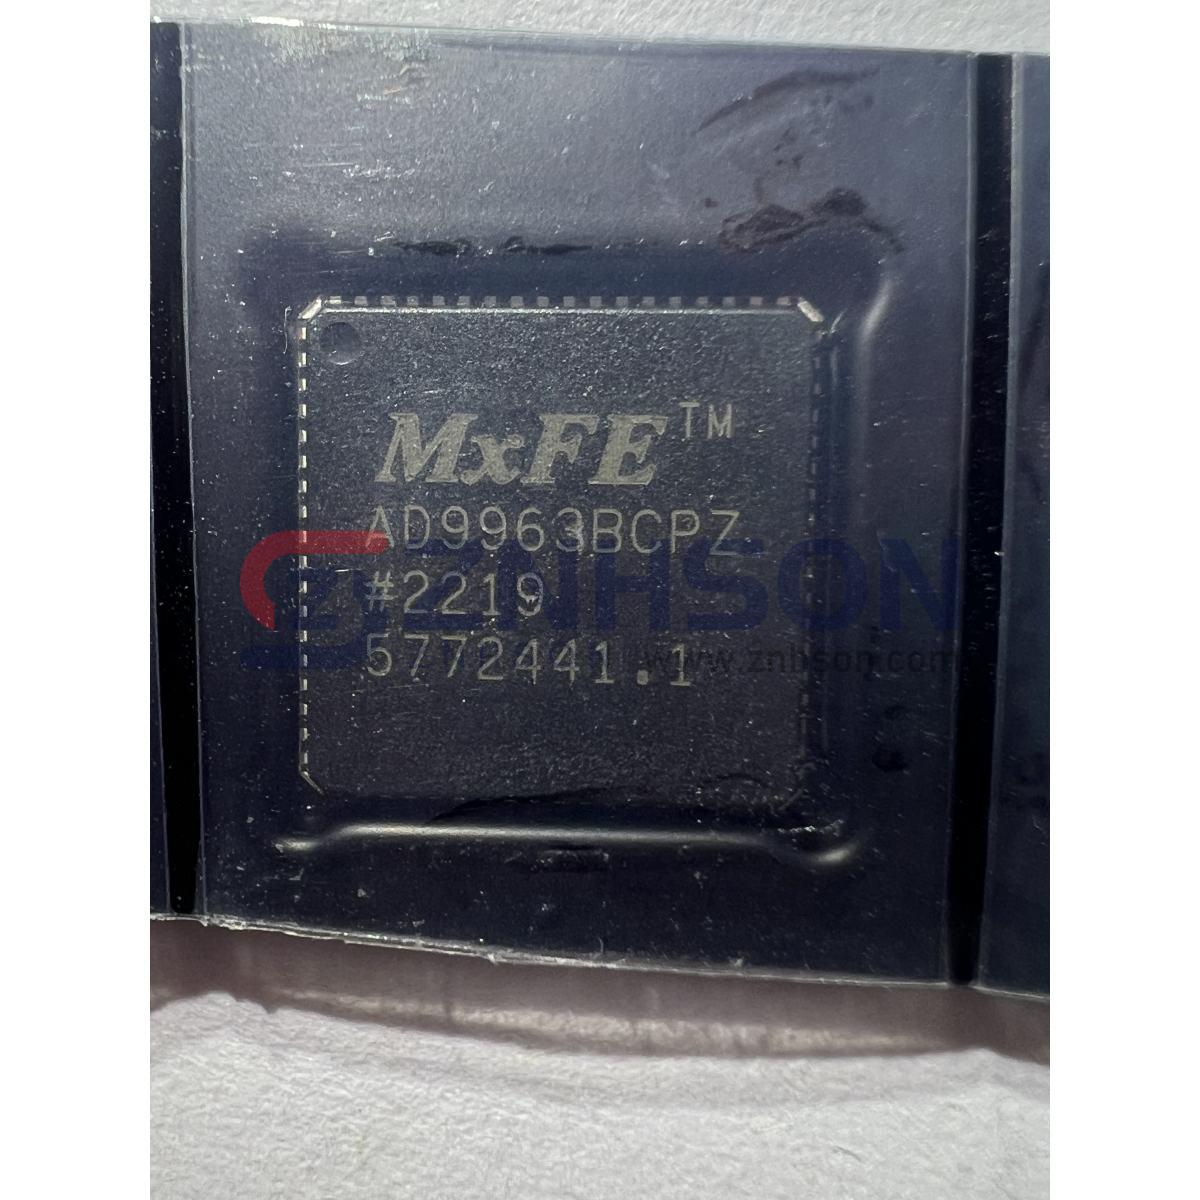 MxFE™
AD9963BCPZ
#2219
5772441.1
ZNHSON
www.znhson.com